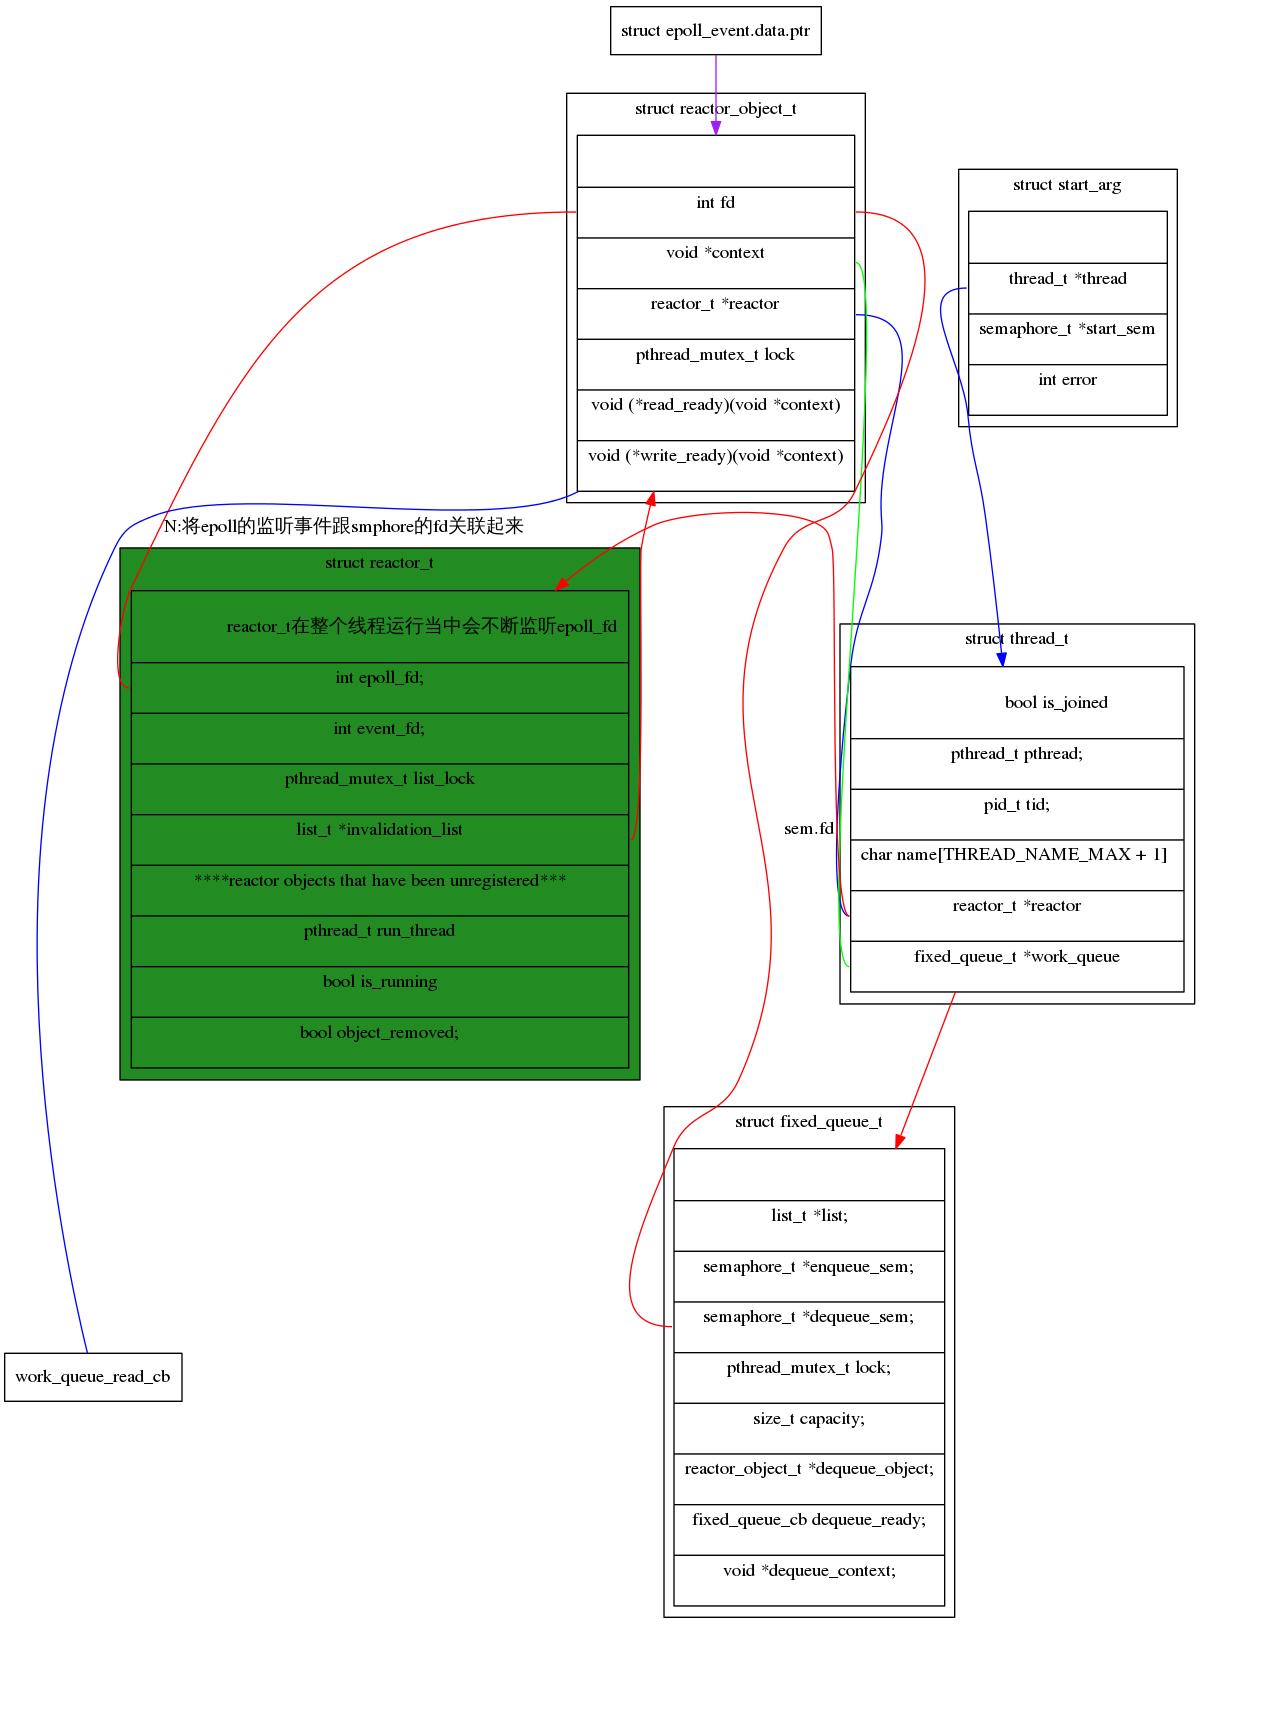 struct epoll_event.data.ptr
struct reactor_object_t
int fd
void *context
reactor_t *reactor
pthread_mutex_t lock
void (*read_ready)(void *context)
void (*write_ready)(void *context)
struct start_arg
thread_t *thread
semaphore_t *start_sem
int error
N:将epoll的监听事件跟smphore的fd关联起来
struct reactor_t
reactor_t在整个线程运行当中会不断监听epoll_fd
int epoll_fd;
int event_fd;
pthread_mutex_t list_lock
list_t *invalidation_list
****reactor objects that have been unregistered***
pthread_t run_thread
bool is_running
bool object_removed;
struct thread_t
bool is_joined
pthread_t pthread;
pid_t tid;
char name[THREAD_NAME_MAX + 1]
reactor_t *reactor
fixed_queue_t *work_queue
sem.fd
struct fixed_queue_t
list_t *list;
semaphore_t *enqueue_sem;
semaphore_t *dequeue_sem;
pthread_mutex_t lock;
size_t capacity;
reactor_object_t *dequeue_object;
fixed_queue_cb dequeue_ready;
void *dequeue_context;
work_queue_read_cb